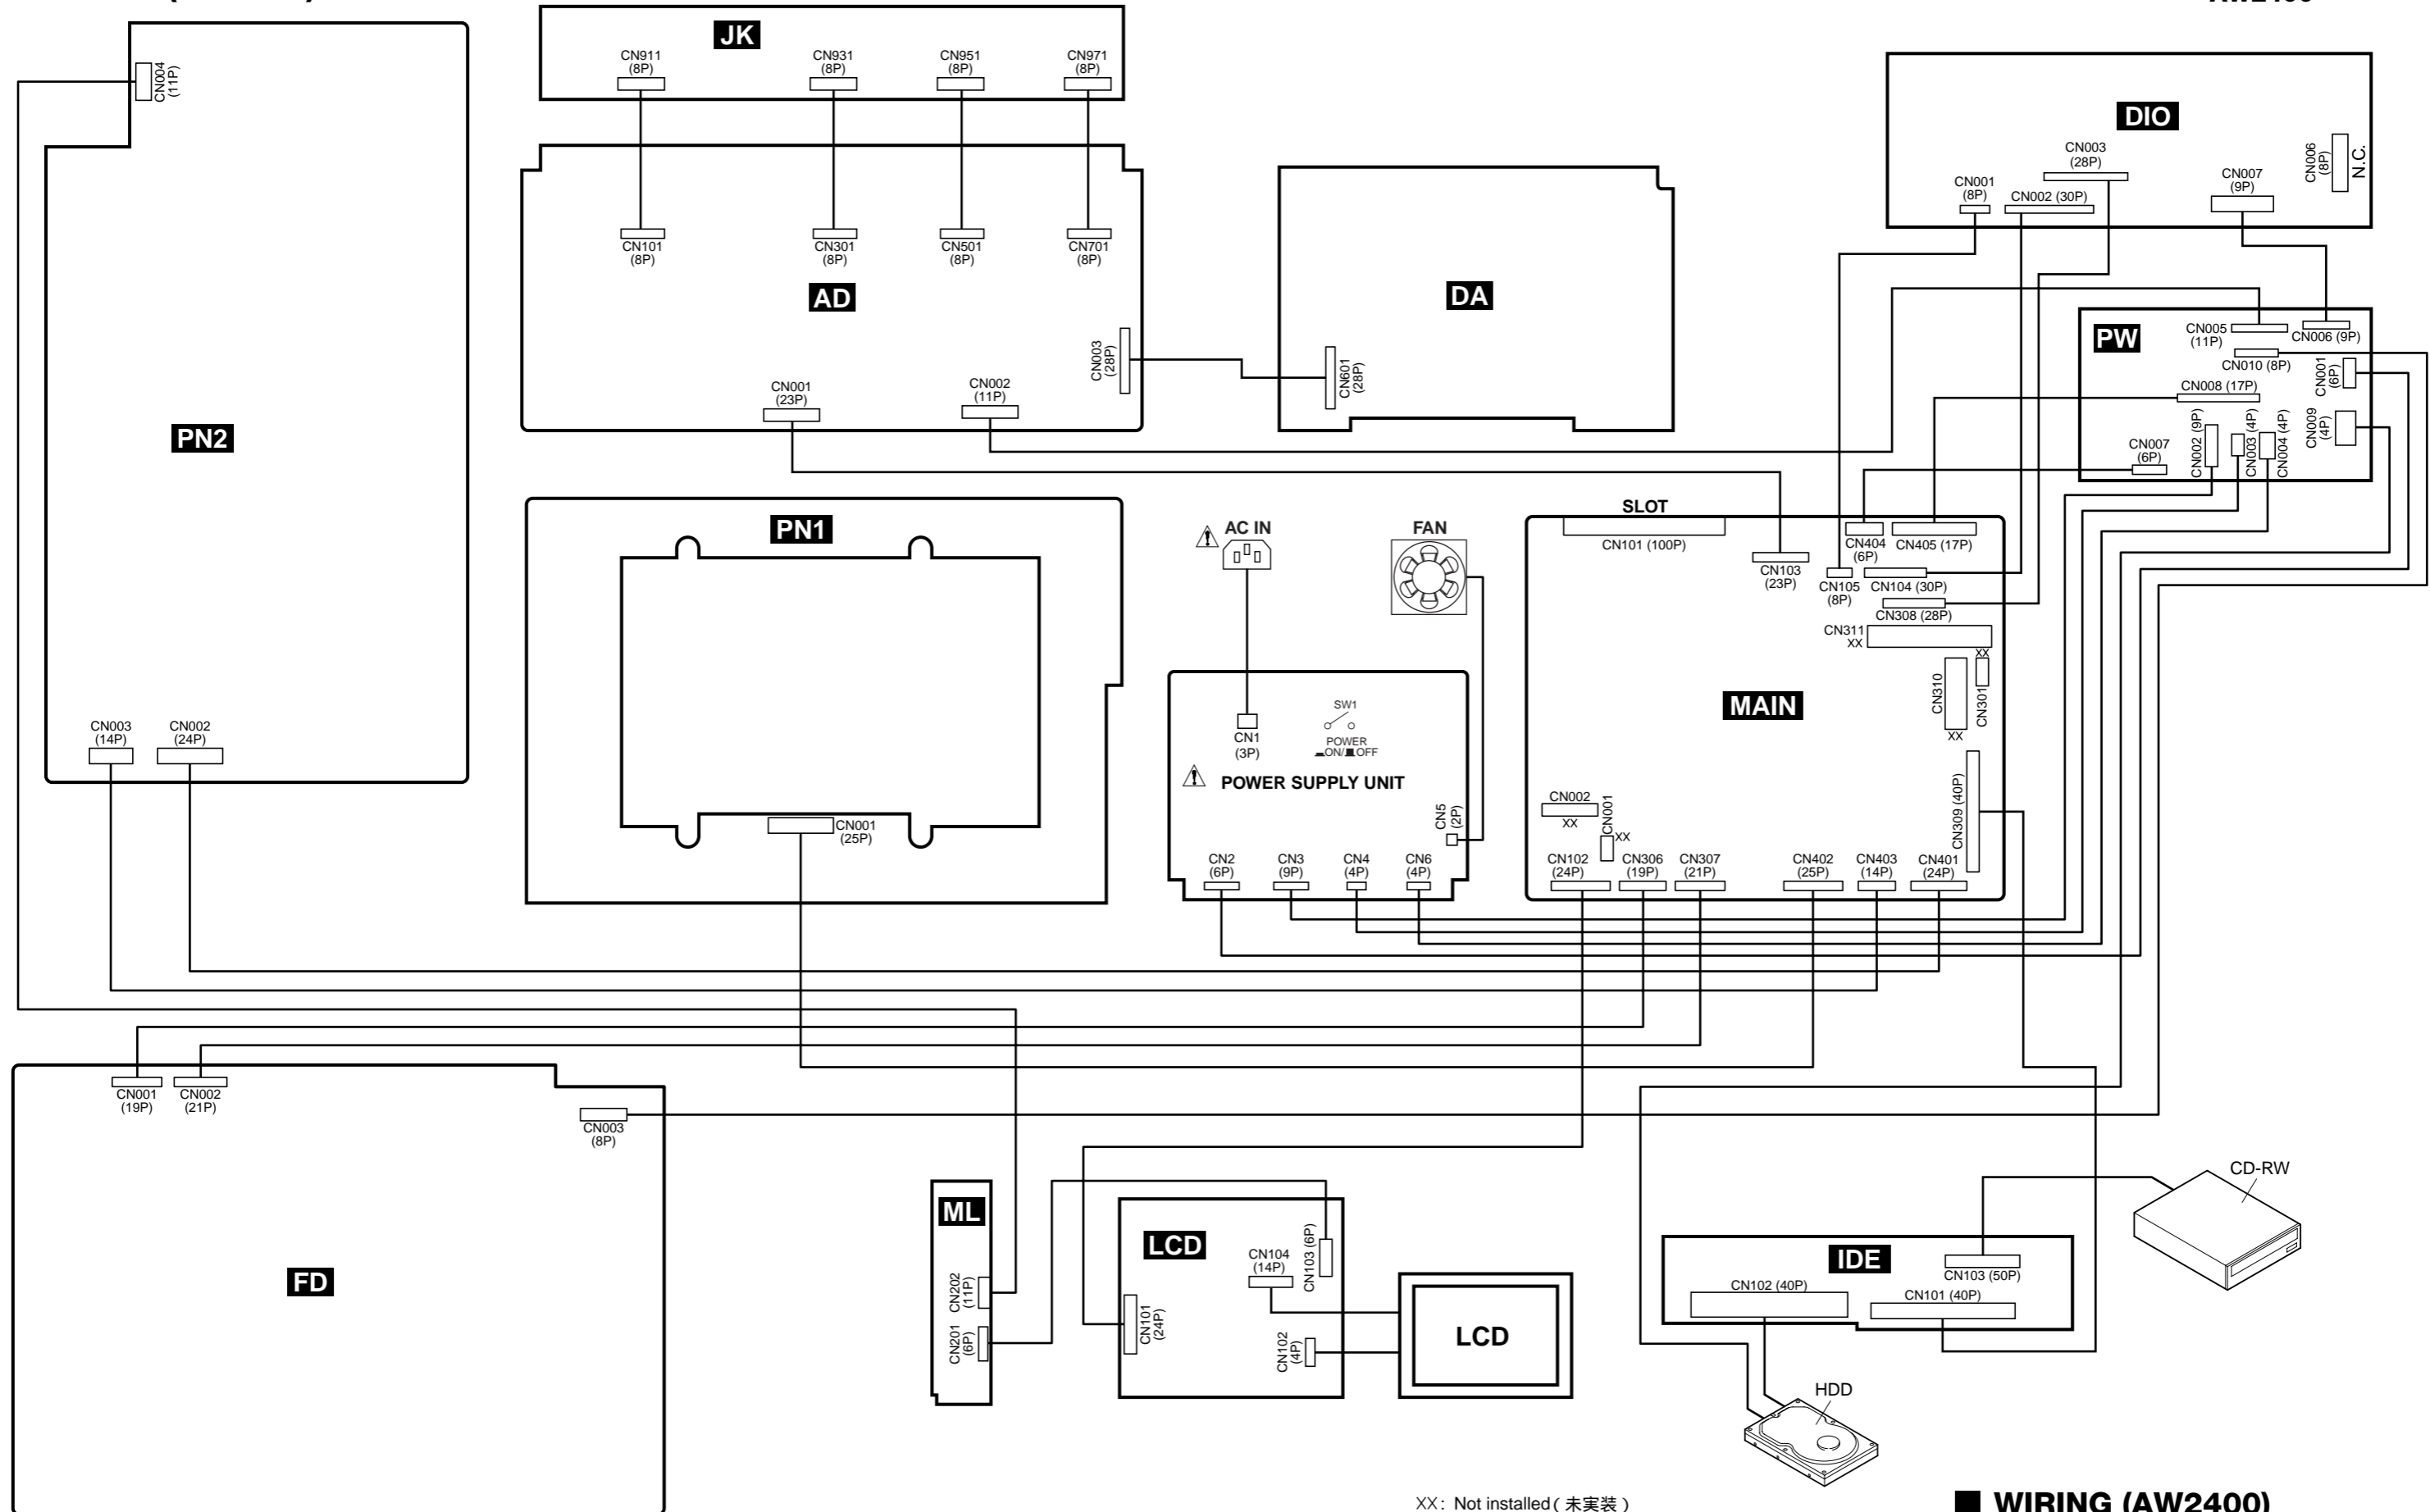 JK
CN911
(8P)
CN931
(8P)
CN951
(8P)
CN971
(8P)
CN004
(11P)
PN2
CN003
(14P)
CN002
(24P)
CN101
(8P)
CN301
(8P)
CN501
(8P)
CN701
(8P)
AD
CN003
(28P)
CN001
(23P)
CN002
(11P)
DA
CN601
(28P)
DIO
CN001
(8P)
CN002 (30P)
CN003
(28P)
CN007
(9P)
CN006
(8P)
N.C.
PW
CN005
(11P)
CN006 (9P)
CN010 (8P)
CN001
(6P)
CN008 (17P)
CN009
(4P)
CN007
(6P)
CN002 (9P)
CN003 (4P)
CN004 (4P)
PN1
CN001
(25P)
AC IN
FAN
CN1
(3P)
SW1
POWER
ON/ OFF
POWER SUPPLY UNIT
CN5
(2P)
CN2
(6P)
CN3
(9P)
CN4
(4P)
CN6
(4P)
SLOT
CN101 (100P)
CN103
(23P)
CN404
(6P)
CN405 (17P)
CN105
(8P)
CN104 (30P)
CN308 (28P)
CN311
XX
XX
CN310
XX
CN301
MAIN
CN309 (40P)
CN002
XX
CN001
XX
CN102
(24P)
CN306
(19P)
CN307
(21P)
CN402
(25P)
CN403
(14P)
CN401
(24P)
CN001
(19P)
CN002
(21P)
CN003
(8P)
FD
ML
CN202
(11P)
CN201
(6P)
LCD
CN104
(14P)
CN103 (6P)
CN101
(24P)
CN102
(4P)
LCD
IDE
CN103 (50P)
CN102 (40P)
CN101 (40P)
CD-RW
HDD
XX: Not installed (未実装)
■ WIRING (AW2400)